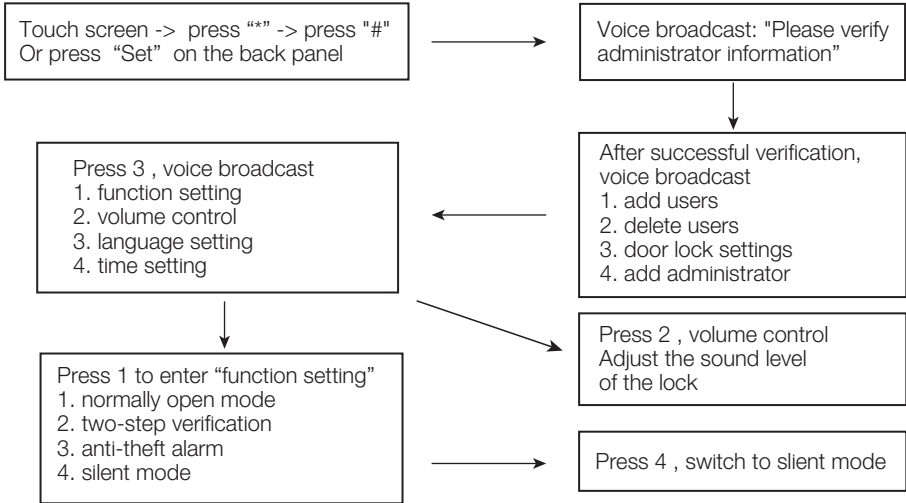 Touch screen -> press “*” -> press "#"
Or press “Set” on the back panel
Voice broadcast: "Please verify
administrator information”
After successful verification,
voice broadcast
1. add users
2. delete users
3. door lock settings
4. add administrator
Press 3 , voice broadcast
1. function setting
2. volume control
3. language setting
4. time setting
Press 2 , volume control
Adjust the sound level
of the lock
Press 1 to enter “function setting”
1. normally open mode
2. two-step verification
3. anti-theft alarm
4. silent mode
Press 4 , switch to slient mode